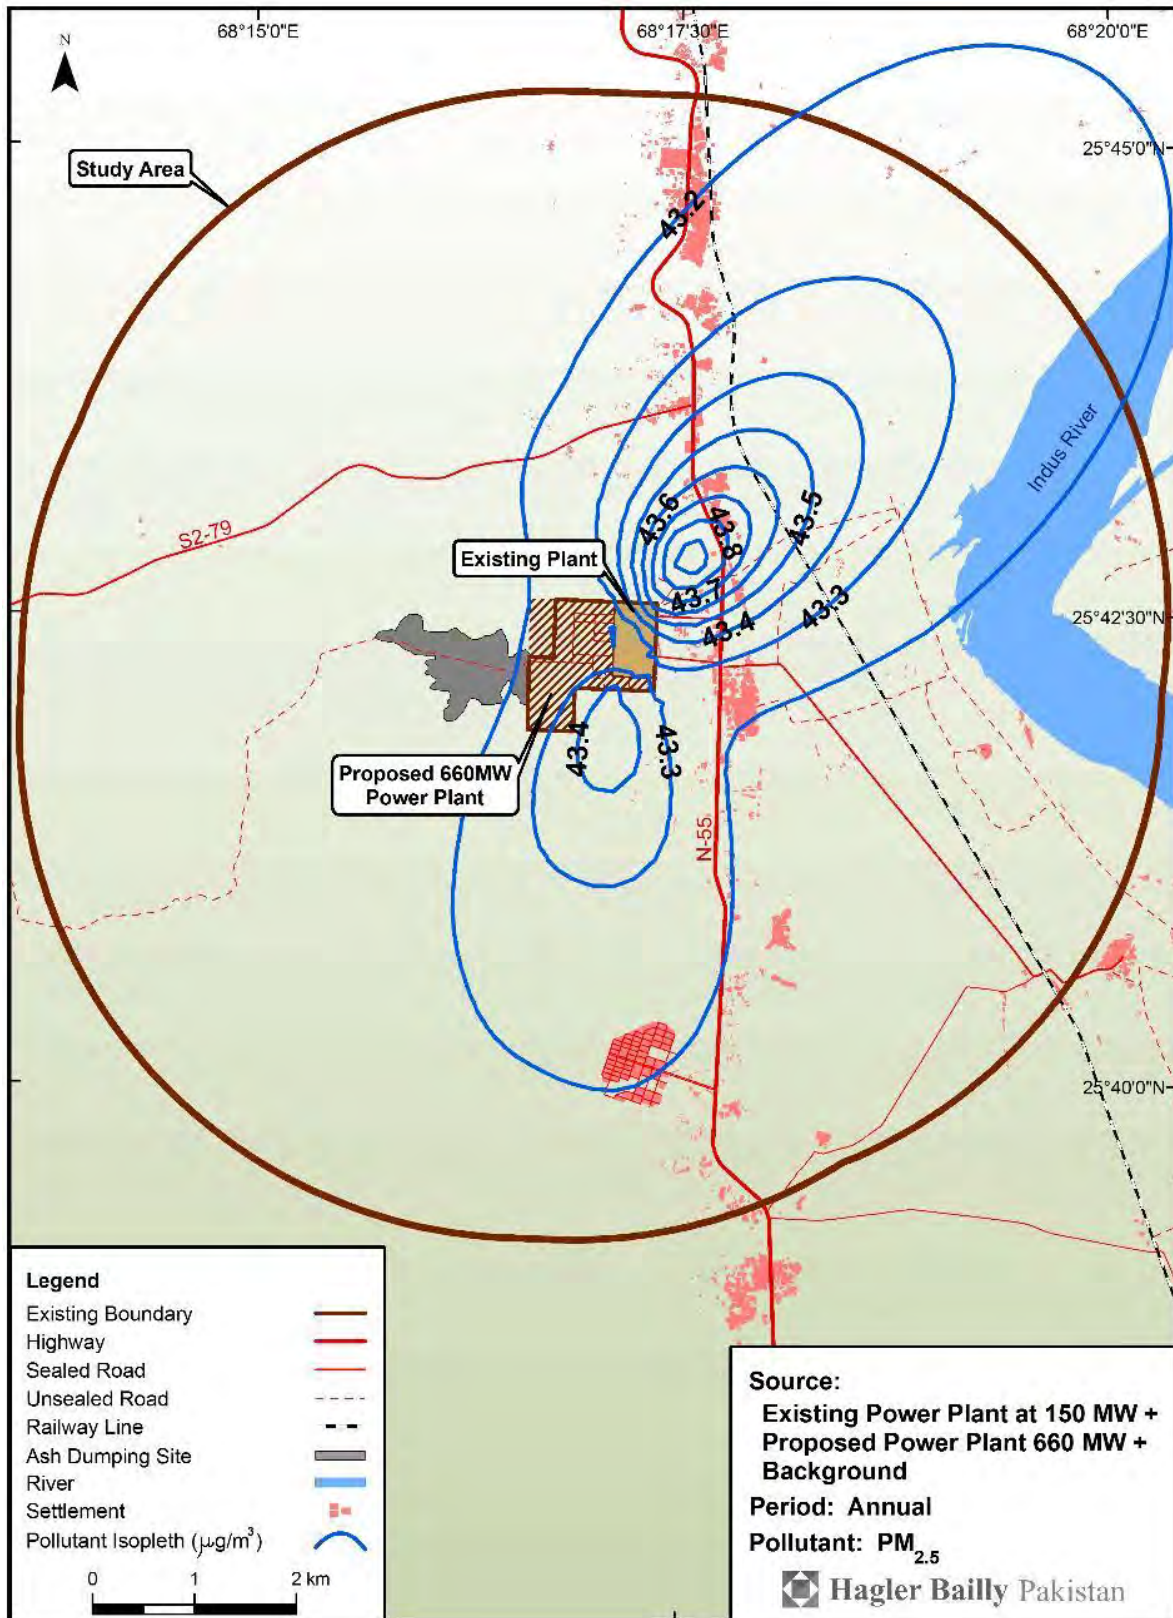 68°15'0"E
68°17'30"E
68°20'0"E
N
25°45'0"N
Study Area
43.2
Indus River
S2-79
43.6
43.8
43.5
Existing Plant
43.7
43.3
43.4
25°42'30"N
43.4
43.3
Proposed 660MW
Power Plant
N-55
25°40'0"N
Legend
Existing Boundary
Highway
Sealed Road
Unsealed Road
Railway Line
Ash Dumping Site
River
Settlement
Pollutant Isopleth (µg/m³)
0 1 2 km
Source:
Existing Power Plant at 150 MW +
Proposed Power Plant 660 MW +
Background
Period: Annual
Pollutant: PM2.5
Hagler Bailly Pakistan